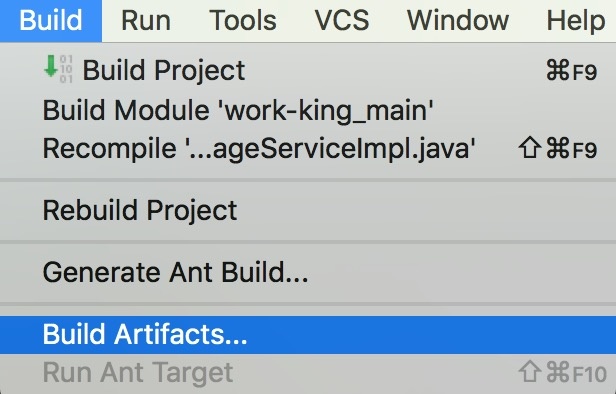 Build Run Tools VCS Window Help
Build Project ⌘F9
Build Module 'work-king_main'
Recompile '...ageServiceImpl.java' ⇧⌘F9
Rebuild Project
Generate Ant Build...
Build Artifacts...
Run Ant Target ⇧⌘F10